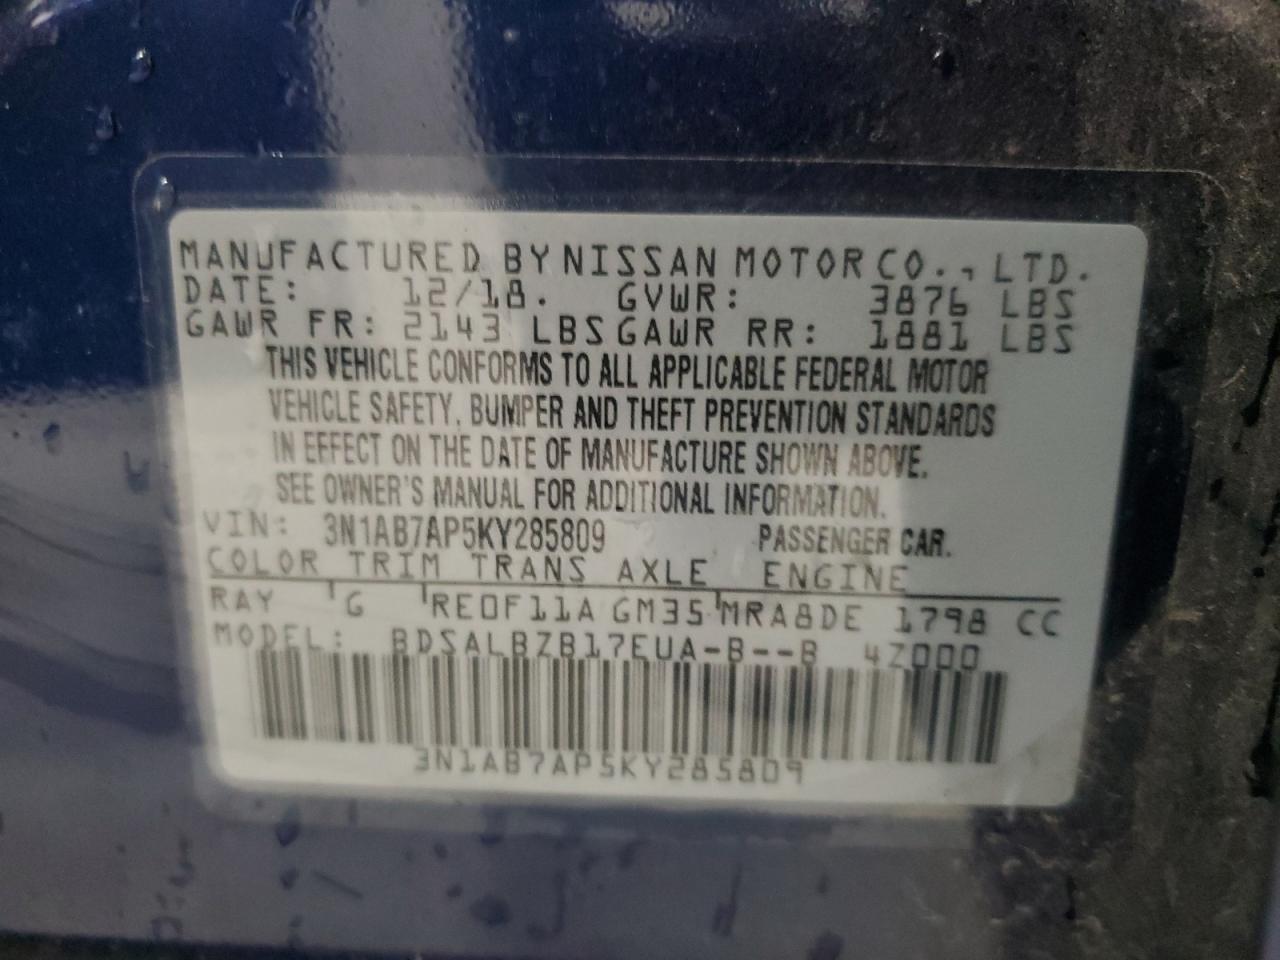 MANUFACTURED BY NISSAN MOTOR CO., LTD.
DATE: 12/18. GVWR: 3876 LBS
GAWR FR: 2143 LBS GAWR RR: 1881 LBS
THIS VEHICLE CONFORMS TO ALL APPLICABLE FEDERAL MOTOR
VEHICLE SAFETY, BUMPER AND THEFT PREVENTION STANDARDS
IN EFFECT ON THE DATE OF MANUFACTURE SHOWN ABOVE.
SEE OWNER'S MANUAL FOR ADDITIONAL INFORMATION.
VIN: 3N1AB7AP5KY285809 PASSENGER CAR.
COLOR TRIM TRANS AXLE ENGINE
RAY G RE0F11A GM35 MRA8DE 1798 CC
MODEL: BDSALBZB17EUA-B--B 4Z000
3N1AB7AP5KY285809